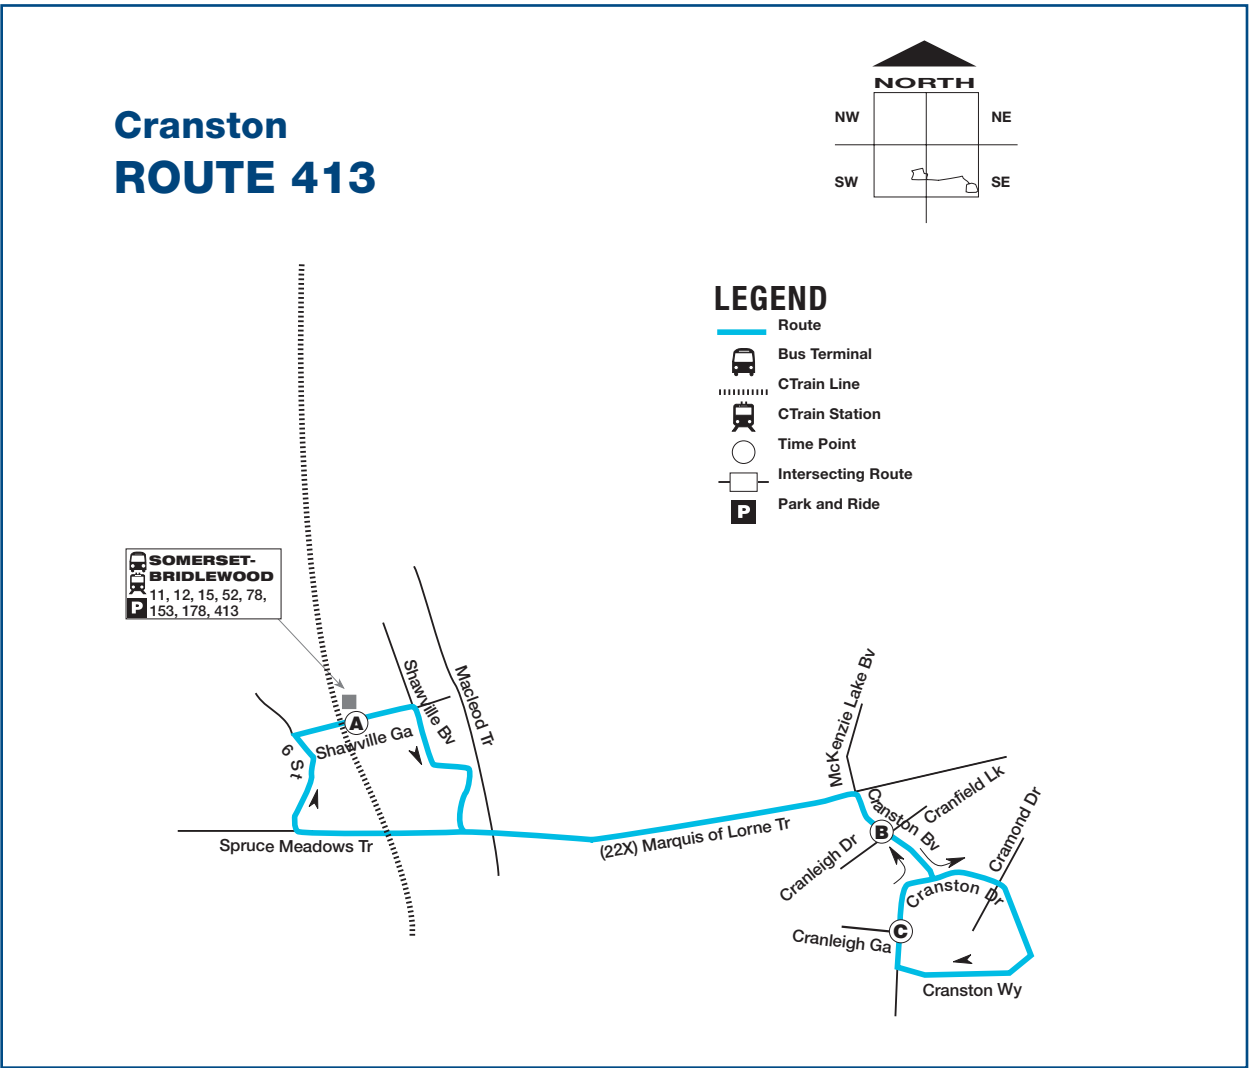 Cranston
ROUTE 413
NORTH
NW
NE
SW
SE
LEGEND
Route
Bus Terminal
CTrain Line
CTrain Station
Time Point
Intersecting Route
P
Park and Ride
SOMERSET-
BRIDLEWOOD
11, 12, 15, 52, 78,
P
153, 178, 413
A
Shawville Ga
Shawville Bv
Macleod Tr
6 St
Spruce Meadows Tr
(22X) Marquis of Lorne Tr
McKenzie Lake Bv
Cranston Bv
Cranfield Lk
B
Cranleigh Dr
Cramond Dr
Cranston Dr
C
Cranleigh Ga
Cranston Wy